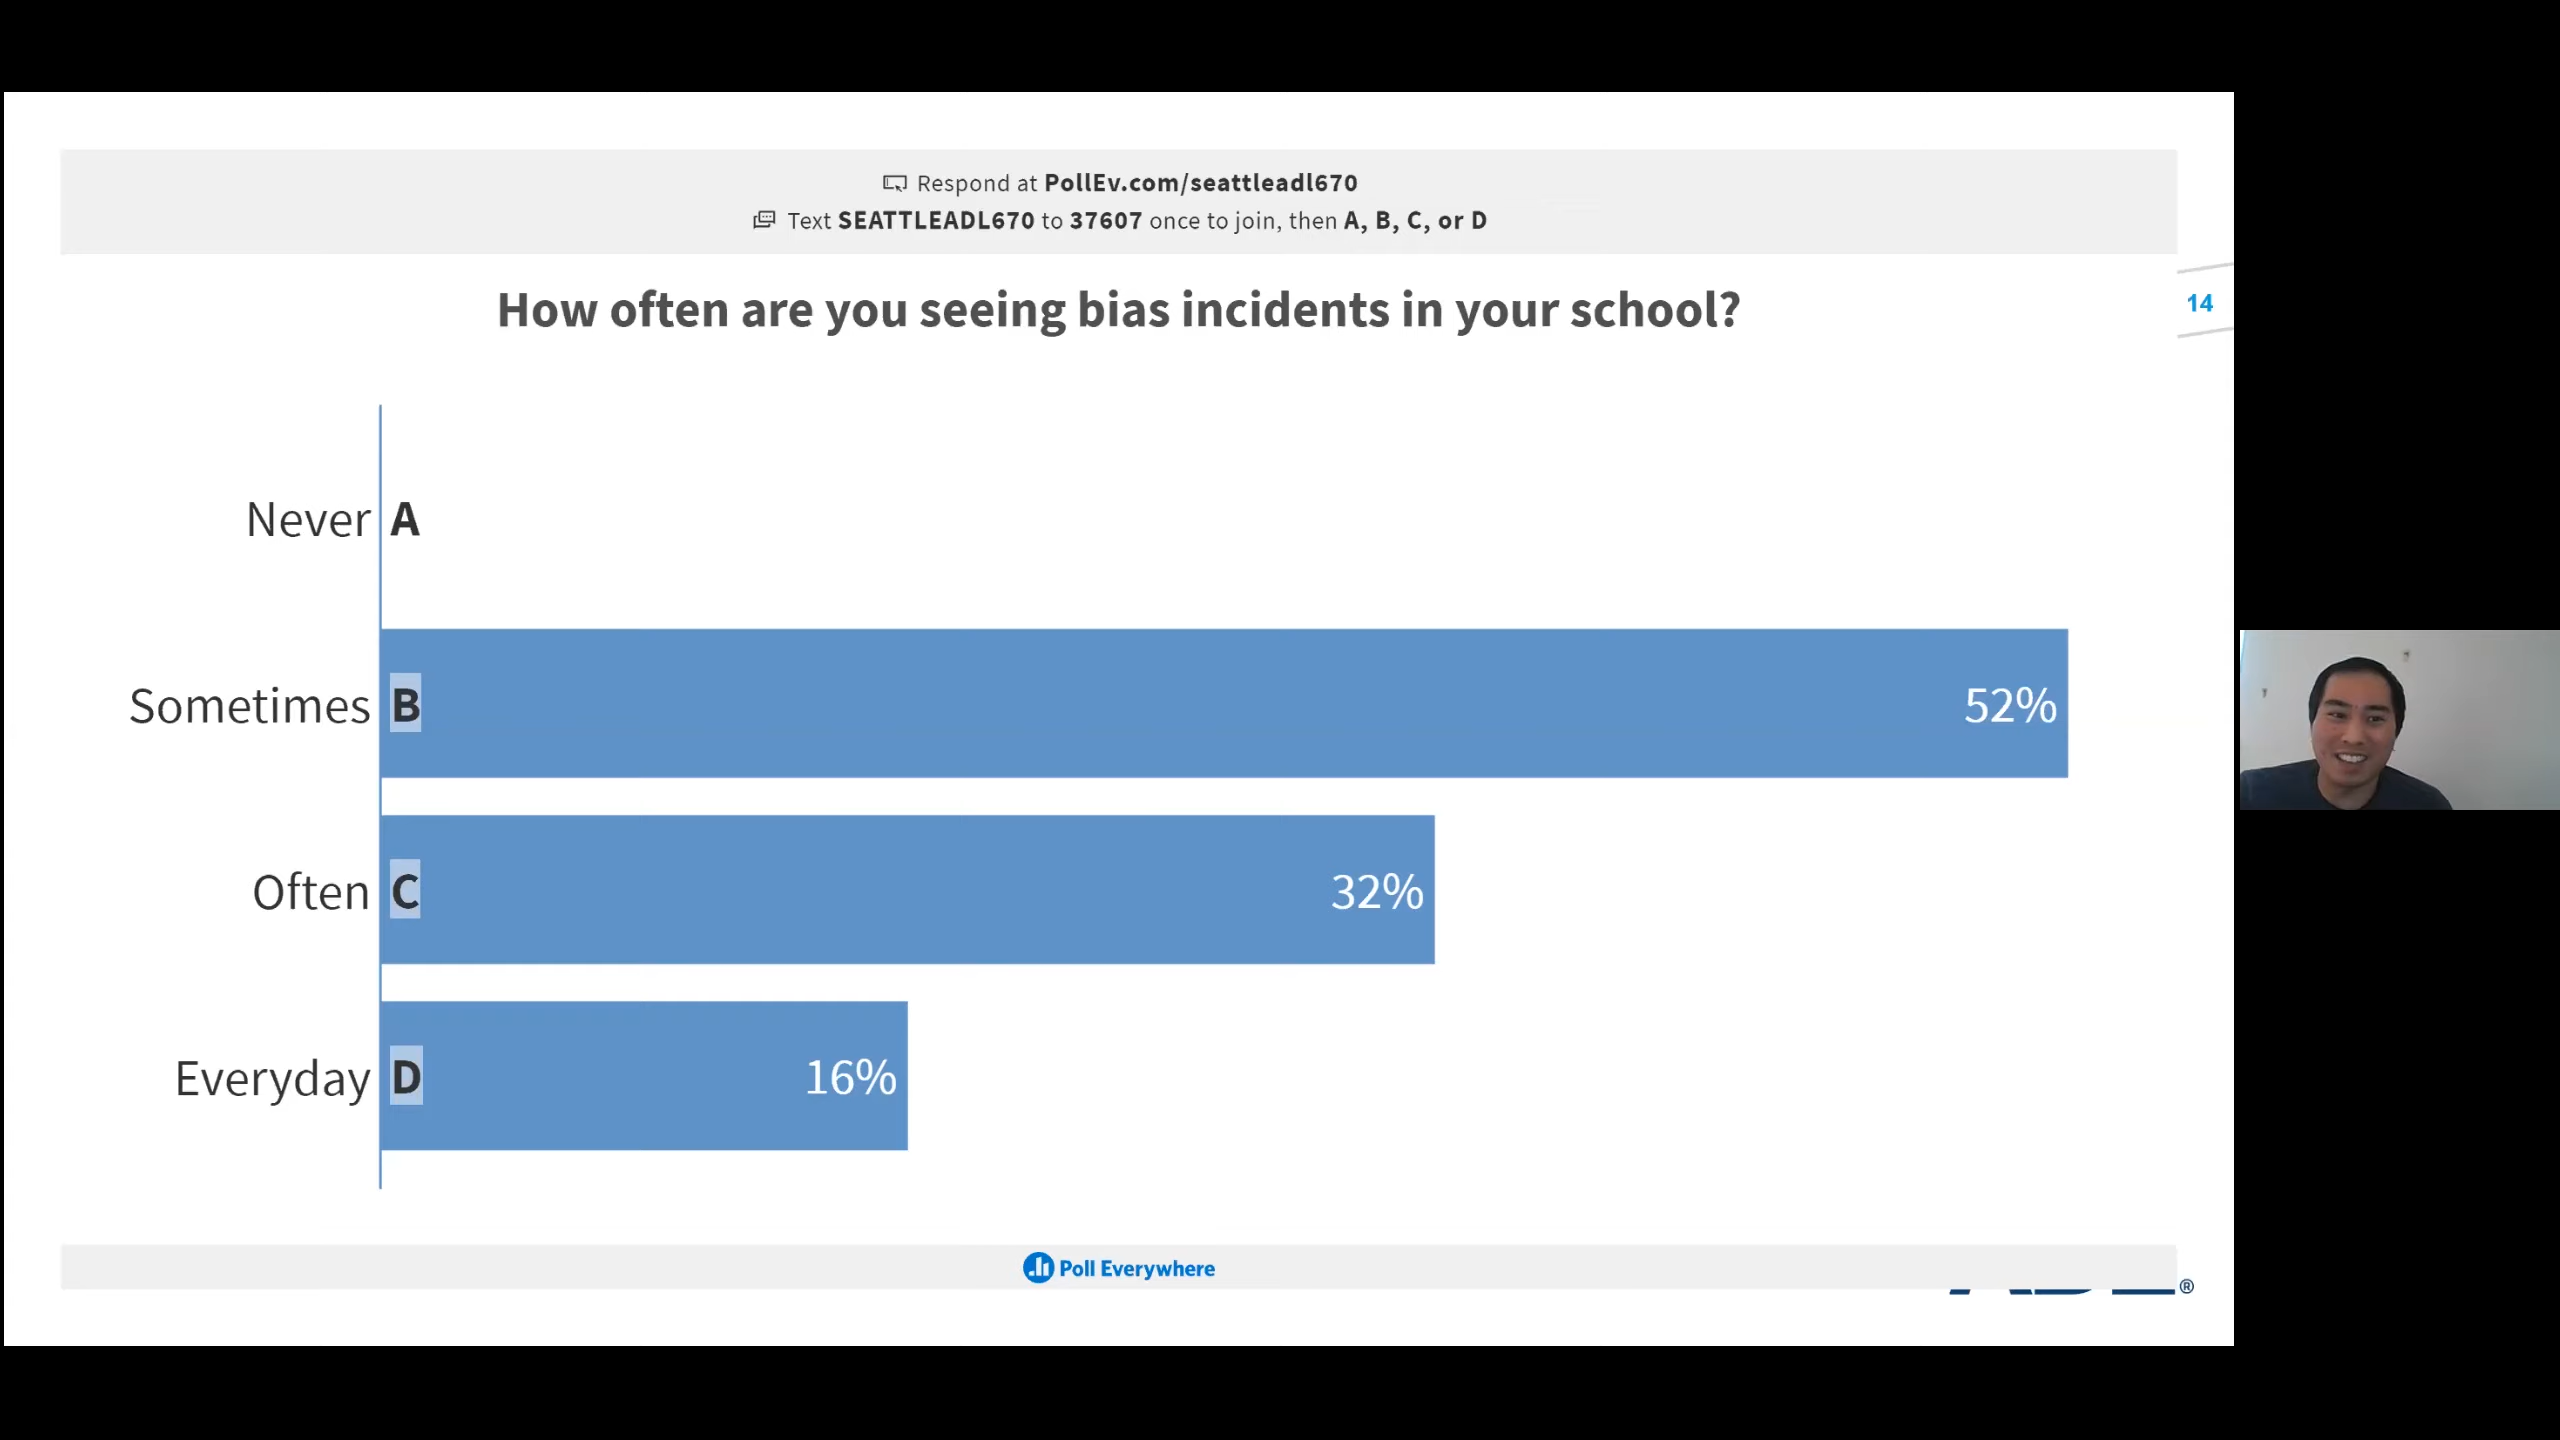 Respond at PollEv.com/seattleadl670
Text SEATTLEADL670 to 37607 once to join, then A, B, C, or D
How often are you seeing bias incidents in your school?
14
Never A
Sometimes B 52%
Often C 32%
Everyday D 16%
Poll Everywhere
®